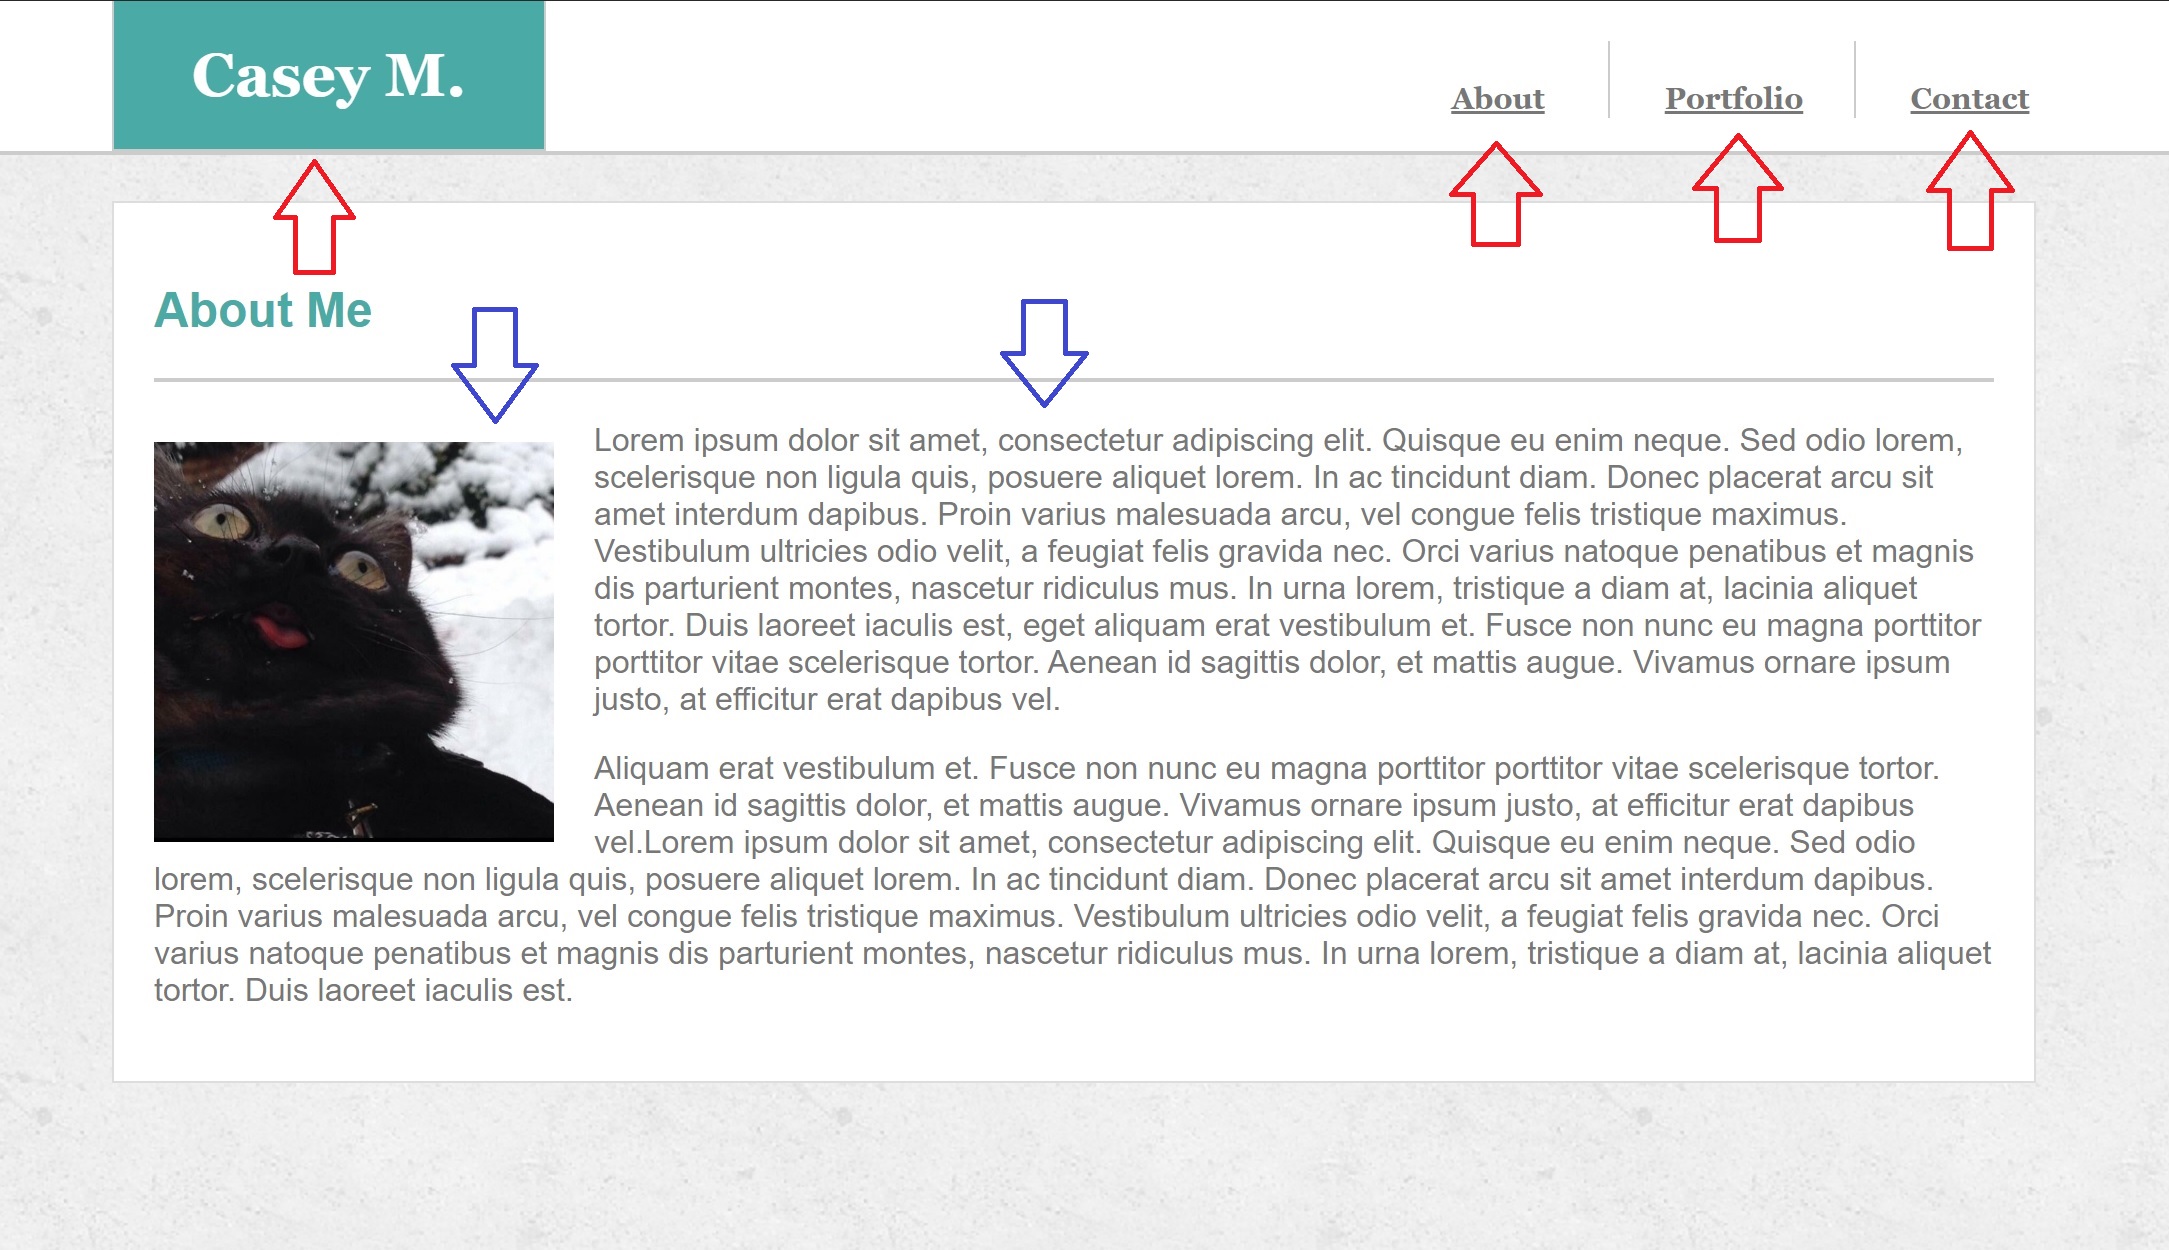 Casey M.
About
Portfolio
Contact
About Me
Lorem ipsum dolor sit amet, consectetur adipiscing elit. Quisque eu enim neque. Sed odio lorem,
scelerisque non ligula quis, posuere aliquet lorem. In ac tincidunt diam. Donec placerat arcu sit
amet interdum dapibus. Proin varius malesuada arcu, vel congue felis tristique maximus.
Vestibulum ultricies odio velit, a feugiat felis gravida nec. Orci varius natoque penatibus et magnis
dis parturient montes, nascetur ridiculus mus. In urna lorem, tristique a diam at, lacinia aliquet
tortor. Duis laoreet iaculis est, eget aliquam erat vestibulum et. Fusce non nunc eu magna porttitor
porttitor vitae scelerisque tortor. Aenean id sagittis dolor, et mattis augue. Vivamus ornare ipsum
justo, at efficitur erat dapibus vel.
Aliquam erat vestibulum et. Fusce non nunc eu magna porttitor porttitor vitae scelerisque tortor.
Aenean id sagittis dolor, et mattis augue. Vivamus ornare ipsum justo, at efficitur erat dapibus
vel.Lorem ipsum dolor sit amet, consectetur adipiscing elit. Quisque eu enim neque. Sed odio
lorem, scelerisque non ligula quis, posuere aliquet lorem. In ac tincidunt diam. Donec placerat arcu sit amet interdum dapibus.
Proin varius malesuada arcu, vel congue felis tristique maximus. Vestibulum ultricies odio velit, a feugiat felis gravida nec. Orci
varius natoque penatibus et magnis dis parturient montes, nascetur ridiculus mus. In urna lorem, tristique a diam at, lacinia aliquet
tortor. Duis laoreet iaculis est.